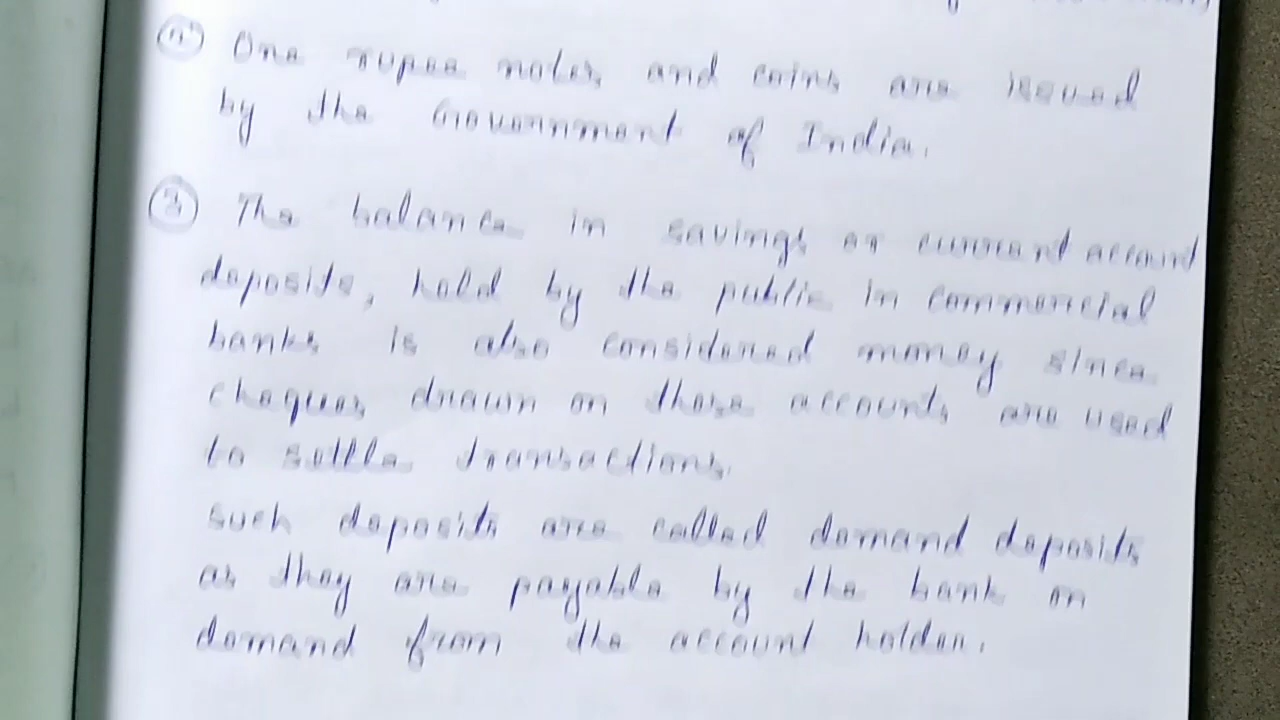 One rupee notes and coins are issued
by the Government of India.
③ The balance in savings or current account
deposits, held by the public in commercial
banks is also considered money since
cheques drawn on these accounts are used
to settle transactions.
such deposits are called demand deposits
as they are payable by the bank on
demand from the account holder.